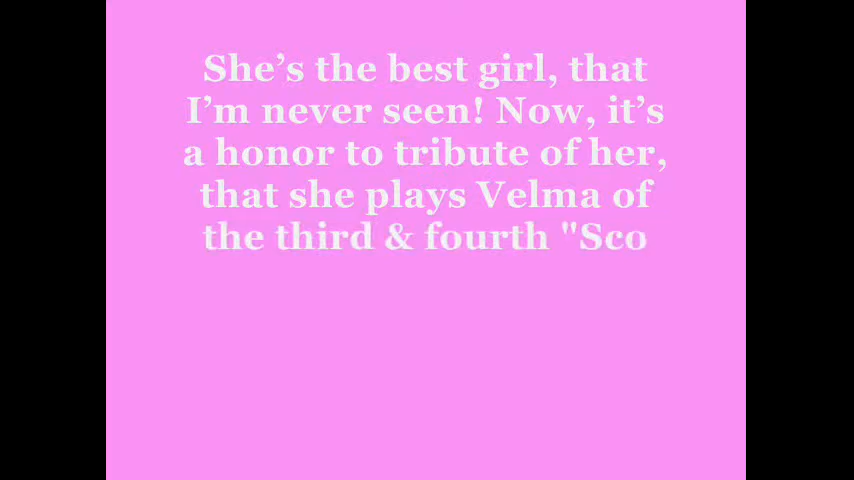 She’s the best girl, that
I’m never seen! Now, it’s
a honor to tribute of her,
that she plays Velma of
the third & fourth "Sco